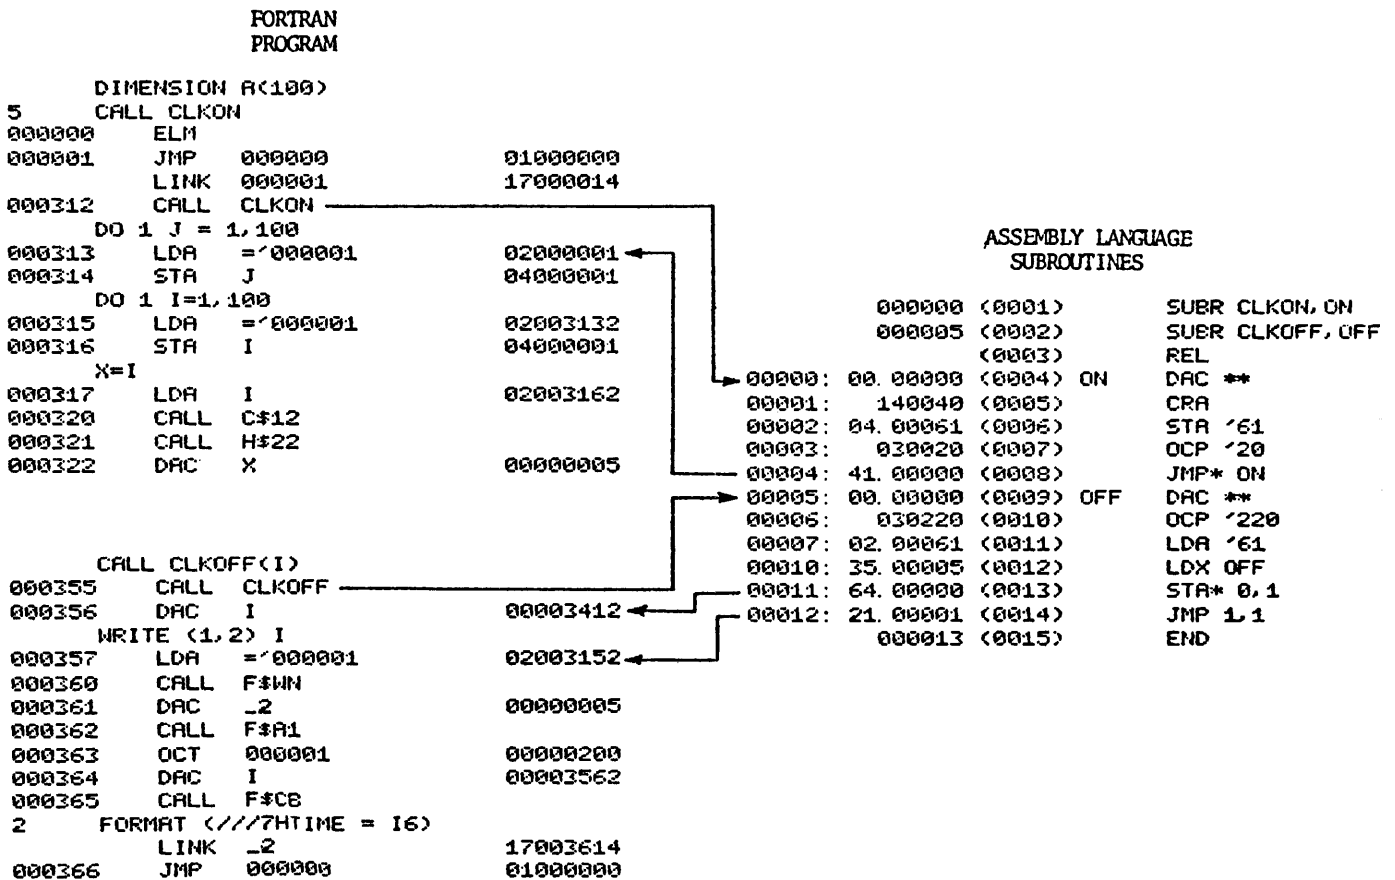 FORTRAN
PROGRAM
DIMENSION A(100)
5 CALL CLKON
000000 ELM
000001 JMP 000000 01000000
LINK 000001 17000014
000312 CALL CLKON
DO 1 J = 1,100
000313 LDA ='000001 02000001
000314 STA J 04000001
DO 1 I=1,100
000315 LDA ='000001 02003132
000316 STA I 04000001
X=I
000317 LDA I 02003162
000320 CALL C$12
000321 CALL H$22
000322 DAC X 00000005
CALL CLKOFF(I)
000355 CALL CLKOFF
000356 DAC I 00003412
WRITE (1,2) I
000357 LDA ='000001 02003152
000360 CALL F$WN
000361 DAC _2 00000005
000362 CALL F$A1
000363 OCT 000001 00000200
000364 DAC I 00003562
000365 CALL F$CB
2 FORMAT (///7HTIME = I6)
LINK _2 17003614
000366 JMP 000000 01000000
ASSEMBLY LANGUAGE
SUBROUTINES
000000 (0001) SUBR CLKON,ON
000005 (0002) SUBR CLKOFF,OFF
(0003) REL
00000: 00.00000 (0004) ON DAC **
00001: 140040 (0005) CRA
00002: 04.00061 (0006) STA '61
00003: 030020 (0007) OCP '20
00004: 41.00000 (0008) JMP* ON
00005: 00.00000 (0009) OFF DAC **
00006: 030220 (0010) OCP '220
00007: 02.00061 (0011) LDA '61
00010: 35.00005 (0012) LDX OFF
00011: 64.00000 (0013) STA* 0,1
00012: 21.00001 (0014) JMP 1,1
000013 (0015) END